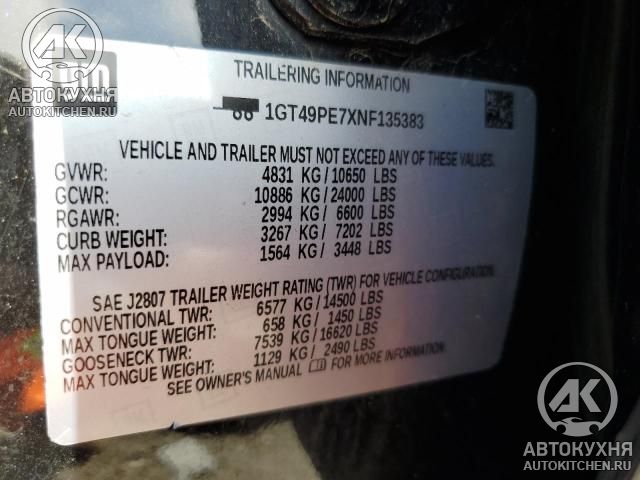 AK
АВТОКУХНЯ
AUTOKITCHEN.RU
TRAILERING INFORMATION
1GT49PE7XNF135383
VEHICLE AND TRAILER MUST NOT EXCEED ANY OF THESE VALUES
GVWR: 4831 KG/10650 LBS
GCWR: 10886 KG/24000 LBS
RGAWR: 2994 KG/ 6600 LBS
CURB WEIGHT: 3267 KG/ 7202 LBS
MAX PAYLOAD: 1564 KG/ 3448 LBS
SAE J2807 TRAILER WEIGHT RATING (TWR) FOR VEHICLE CONFIGURATION.
CONVENTIONAL TWR: 6577 KG/14500 LBS
MAX TONGUE WEIGHT: 658 KG/ 1450 LBS
GOOSENECK TWR: 7539 KG/16620 LBS
MAX TONGUE WEIGHT: 1129 KG/ 2490 LBS
SEE OWNER'S MANUAL FOR MORE INFORMATION.
AK
АВТОКУХНЯ
AUTOKITCHEN.RU